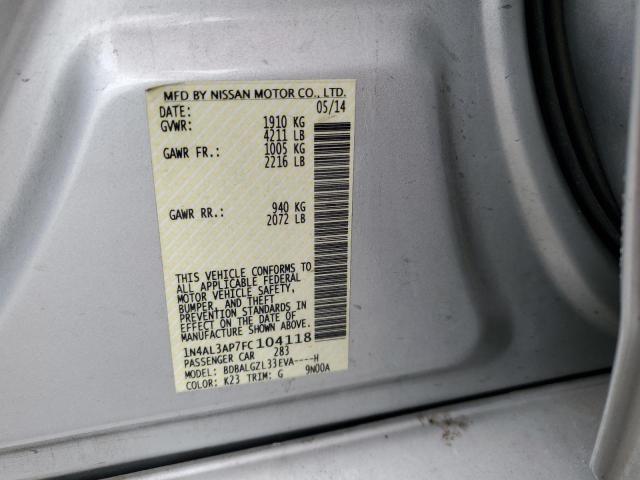 MFD BY NISSAN MOTOR CO., LTD.
DATE: 05/14
GVWR: 1910 KG
4211 LB
GAWR FR.: 1005 KG
2216 LB
GAWR RR.: 940 KG
2072 LB
THIS VEHICLE CONFORMS TO
ALL APPLICABLE FEDERAL
MOTOR VEHICLE SAFETY,
BUMPER, AND THEFT
PREVENTION STANDARDS IN
EFFECT ON THE DATE OF
MANUFACTURE SHOWN ABOVE.
1N4AL3AP7FC104118
PASSENGER CAR 283
MODEL: BDBALGZL33EVA----H
COLOR: K23 TRIM: G 9N00A